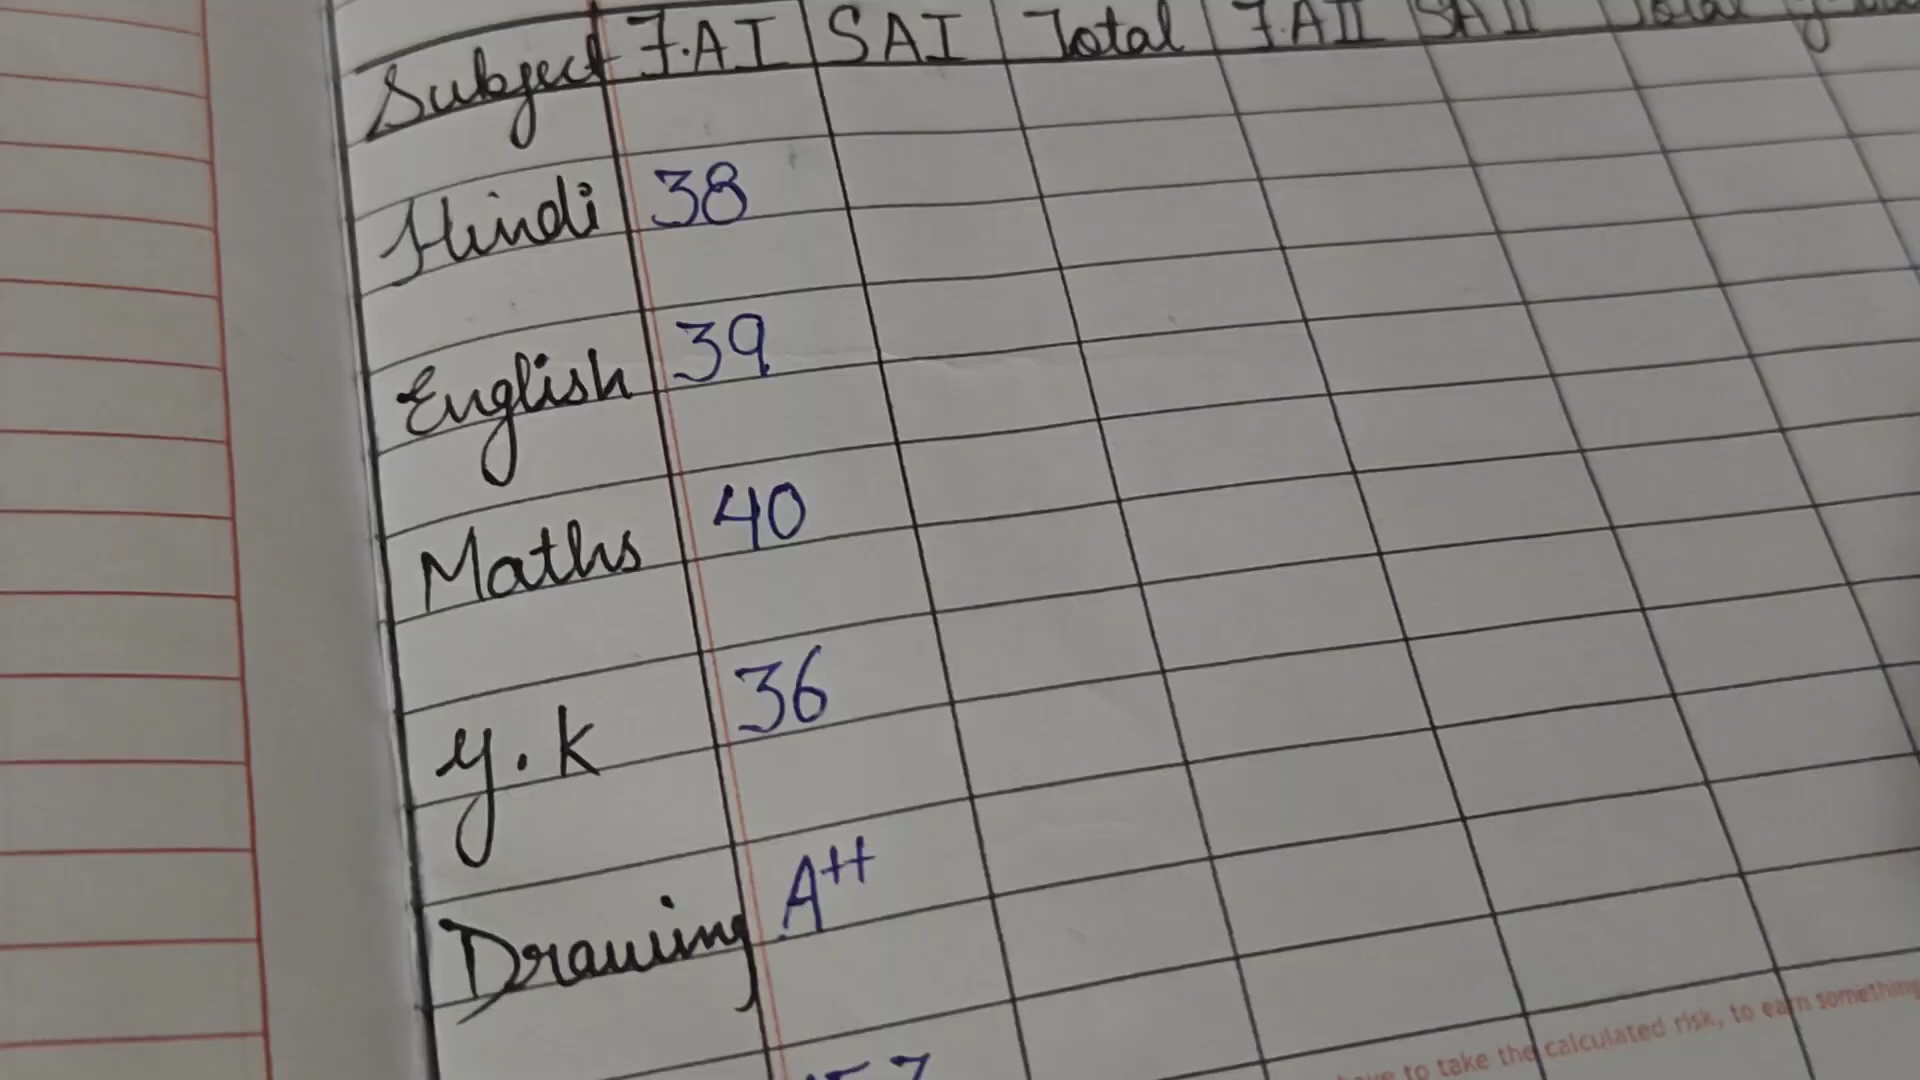 Subject F.A I SA I Total F.A II SA II Total
Hindi 38
English 39
Maths 40
G.K 36
Drawing A++
to take the calculated risk, to earn something